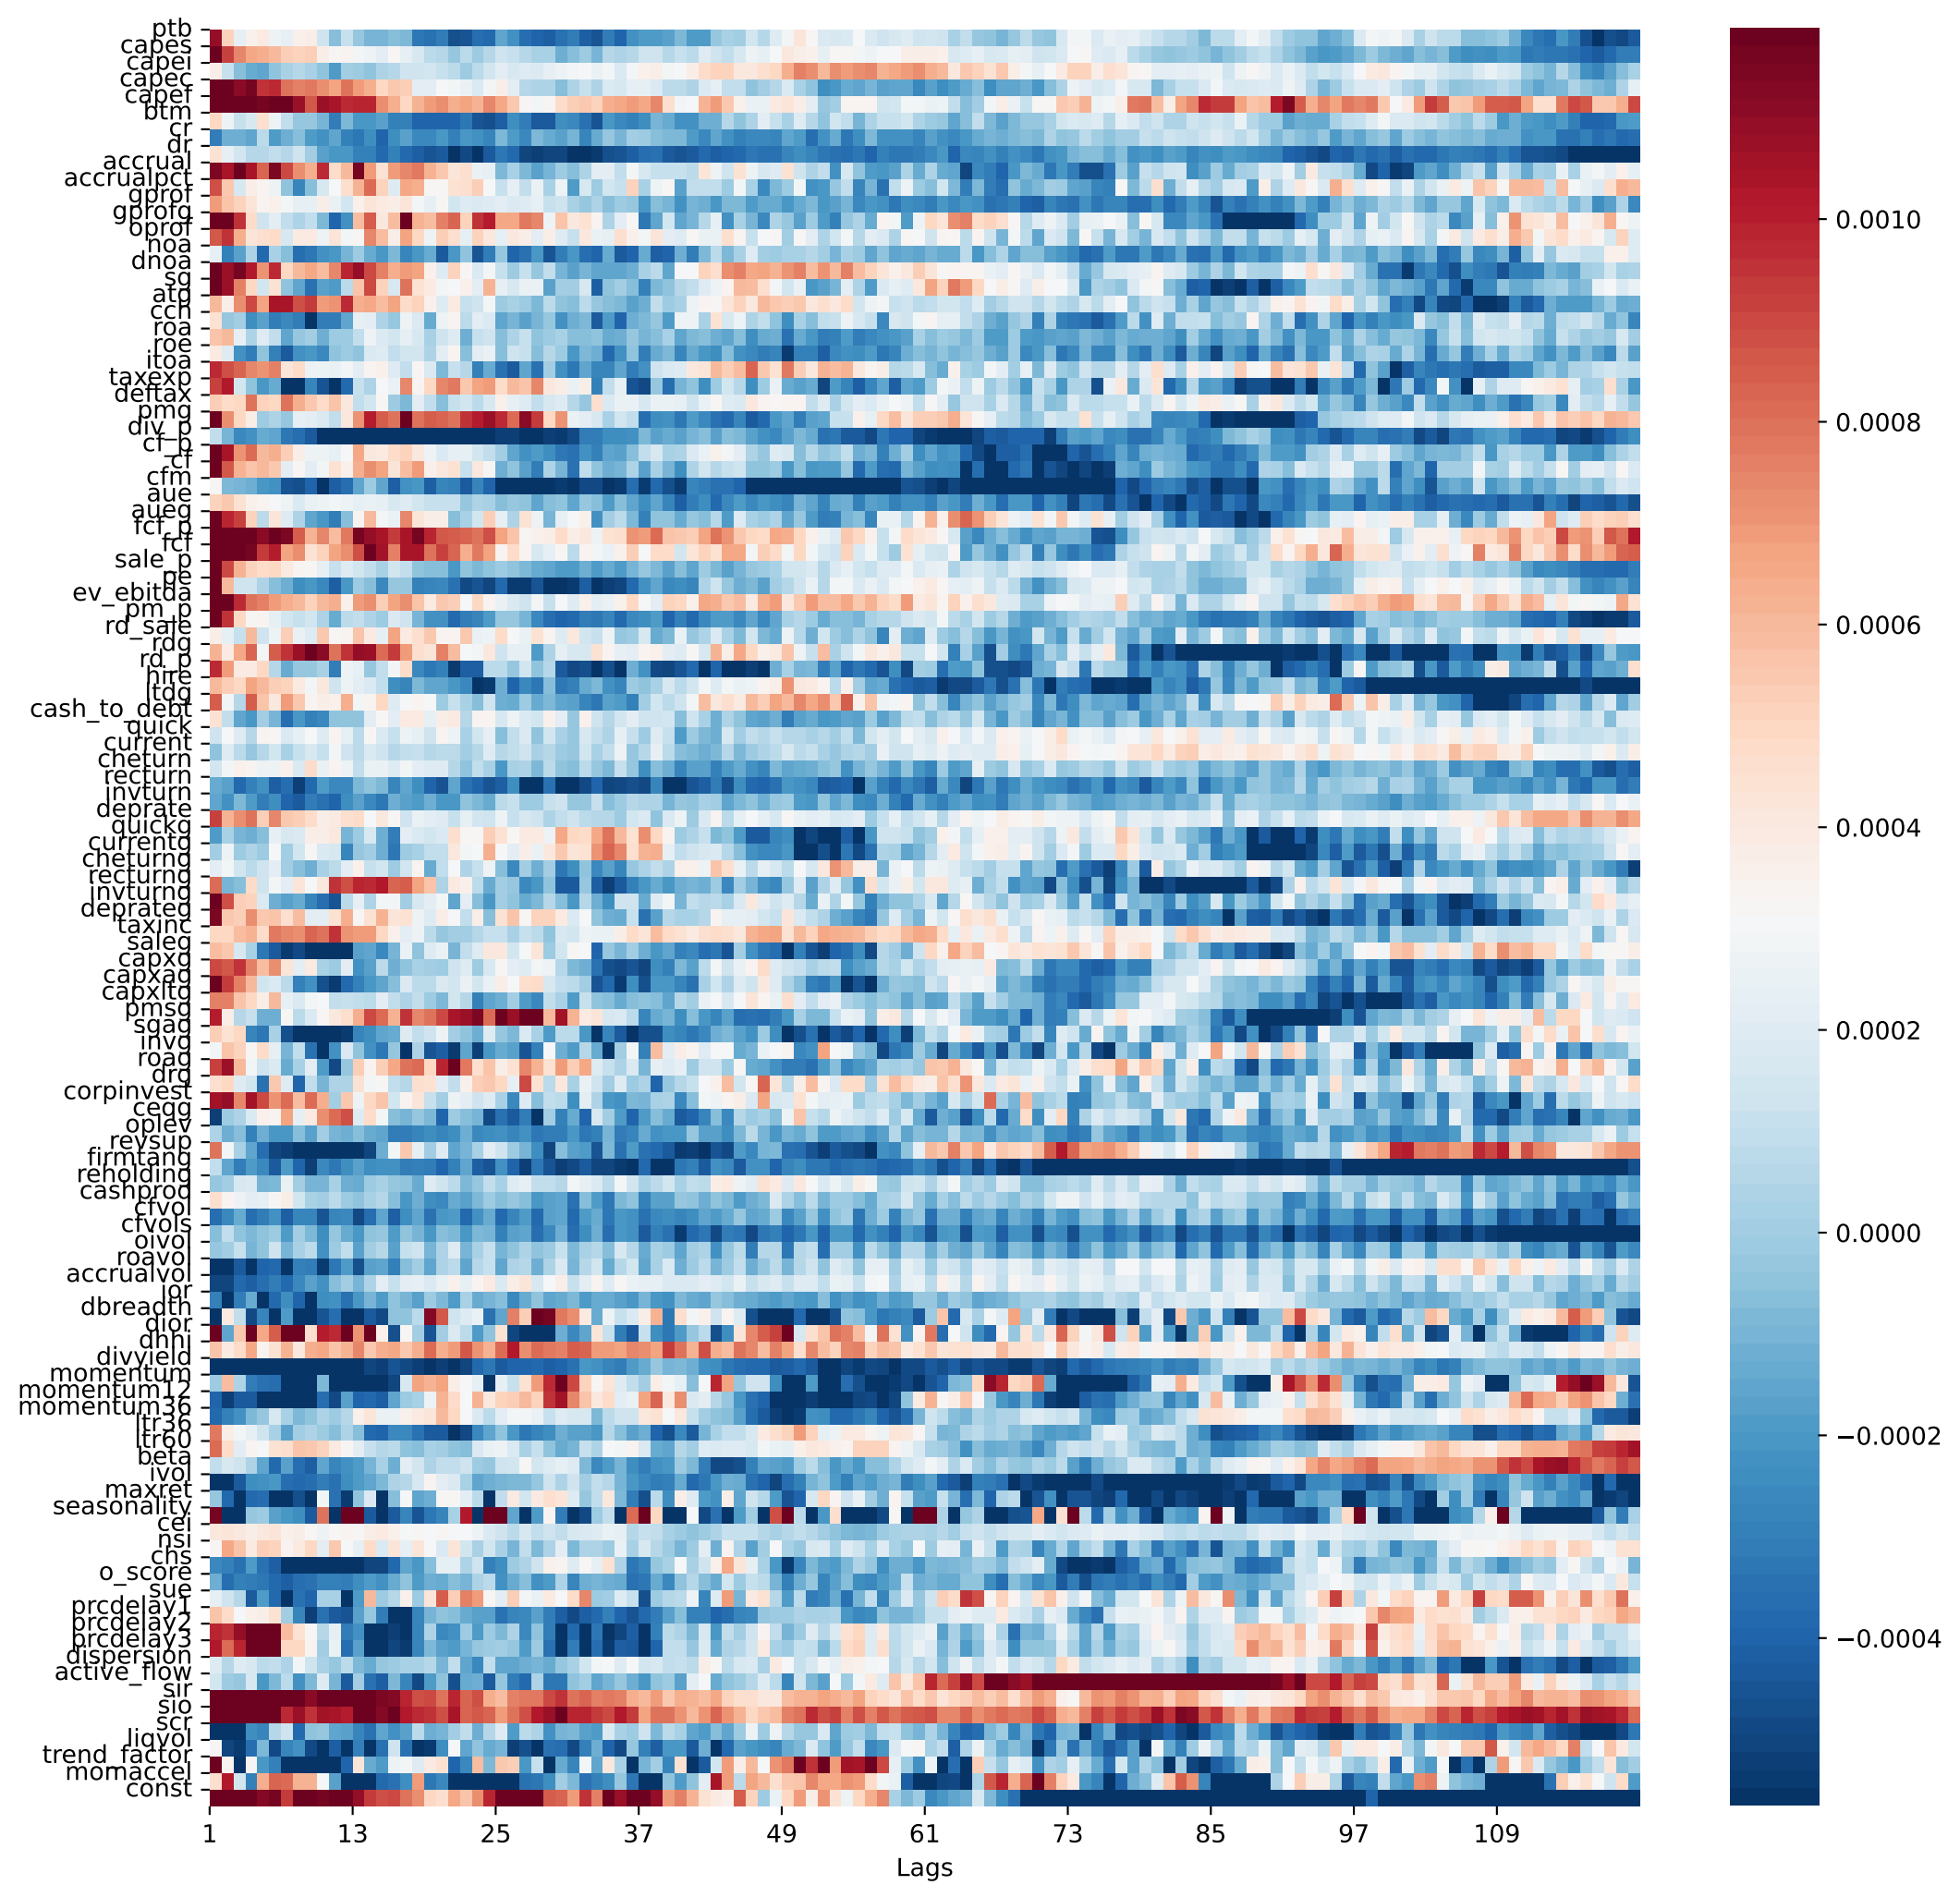 ptb
capes
capei
capec
capef
btm
cr
dr
accrual
accrualpct
gprof
gprofg
oprof
noa
dnoa
sg
atg
cch
roa
roe
itoa
taxexp
deftax
pmg
div_p
cf_p
cf
cfm
aue
aueg
fcf_p
fcf
sale_p
pe
ev_ebitda
pm_p
rd_sale
rdg
rd_p
hire
ltdg
cash_to_debt
quick
current
cheturn
recturn
invturn
deprate
quickg
currentg
cheturng
recturng
invturng
deprateg
taxinc
saleg
capxg
capxag
capxitg
pmsg
sgag
invg
roag
drg
corpinvest
ceqg
oplev
revsup
firmtang
reholding
cashprod
cfvol
cfvols
oivol
roavol
accrualvol
ior
dbreadth
dior
dhhi
divyield
momentum
momentum12
momentum36
ltr36
ltr60
beta
ivol
maxret
seasonality
cei
nsi
chs
o_score
sue
prcdelay1
prcdelay2
prcdelay3
dispersion
active_flow
sir
sio
scr
liqvol
trend_factor
momaccel
const
1 13 25 37 49 61 73 85 97 109
Lags
0.0010
0.0008
0.0006
0.0004
0.0002
0.0000
−0.0002
−0.0004